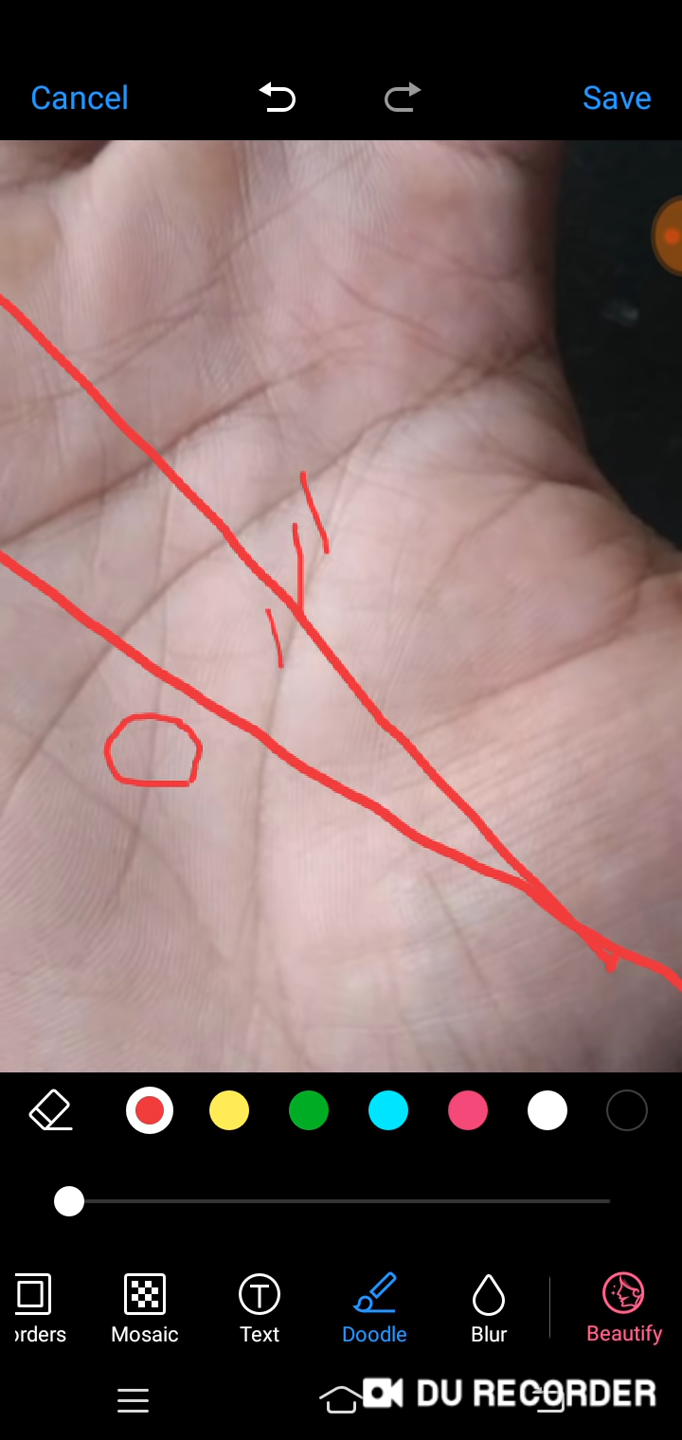 Cancel
Save
orders
Mosaic
Text
Doodle
Blur
Beautify
DU RECORDER